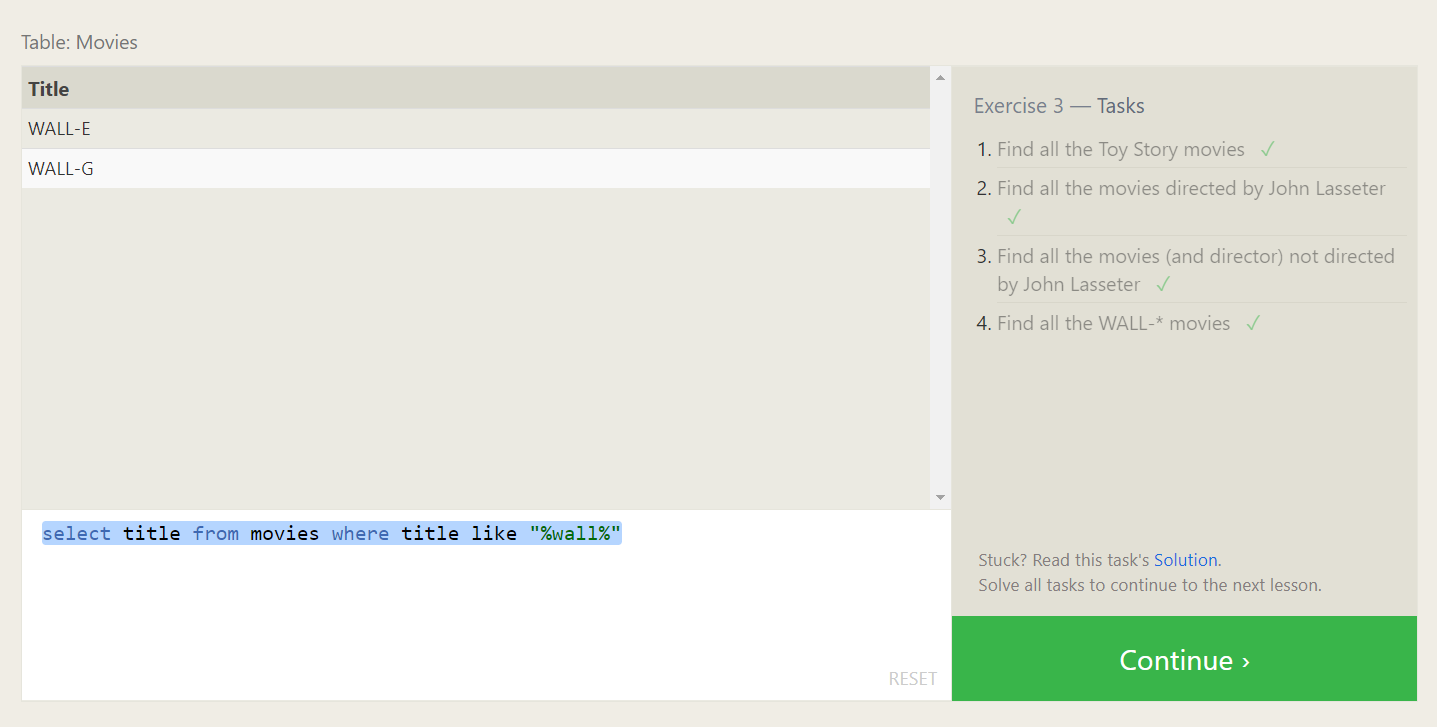 Table: Movies
Title
WALL-E
WALL-G
select title from movies where title like "%wall%"
RESET
Exercise 3 — Tasks
1. Find all the Toy Story movies ✓
2. Find all the movies directed by John Lasseter
✓
3. Find all the movies (and director) not directed
by John Lasseter ✓
4. Find all the WALL-* movies ✓
Stuck? Read this task's Solution.
Solve all tasks to continue to the next lesson.
Continue ›